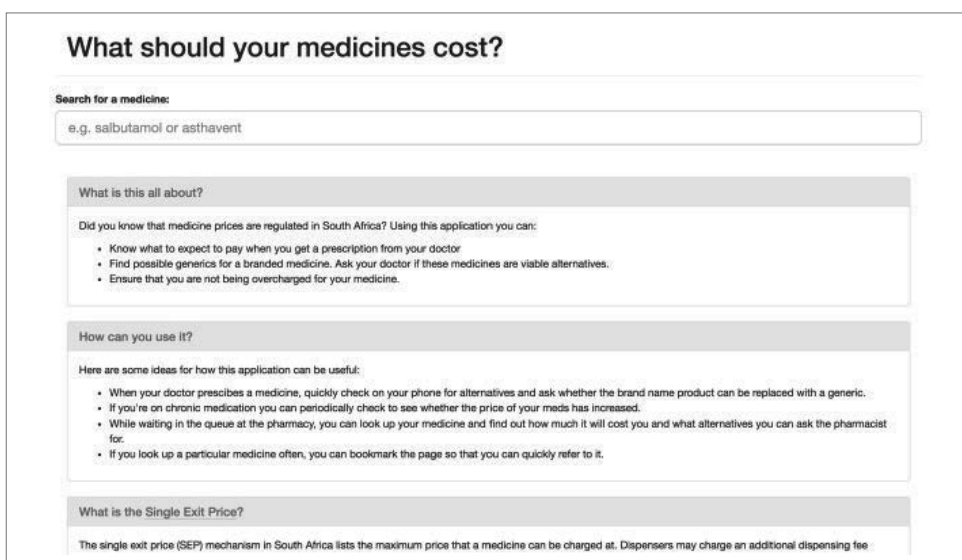 What should your medicines cost?
Search for a medicine:
e.g. salbutamol or asthavent
What is this all about?
Did you know that medicine prices are regulated in South Africa? Using this application you can:
• Know what to expect to pay when you get a prescription from your doctor
• Find possible generics for a branded medicine. Ask your doctor if these medicines are viable alternatives.
• Ensure that you are not being overcharged for your medicine.
How can you use it?
Here are some ideas for how this application can be useful:
• When your doctor prescibes a medicine, quickly check on your phone for alternatives and ask whether the brand name product can be replaced with a generic.
• If you're on chronic medication you can periodically check to see whether the price of your meds has increased.
• While waiting in the queue at the pharmacy, you can look up your medicine and find out how much it will cost you and what alternatives you can ask the pharmacist
for.
• If you look up a particular medicine often, you can bookmark the page so that you can quickly refer to it.
What is the Single Exit Price?
The single exit price (SEP) mechanism in South Africa lists the maximum price that a medicine can be charged at. Dispensers may charge an additional dispensing fee